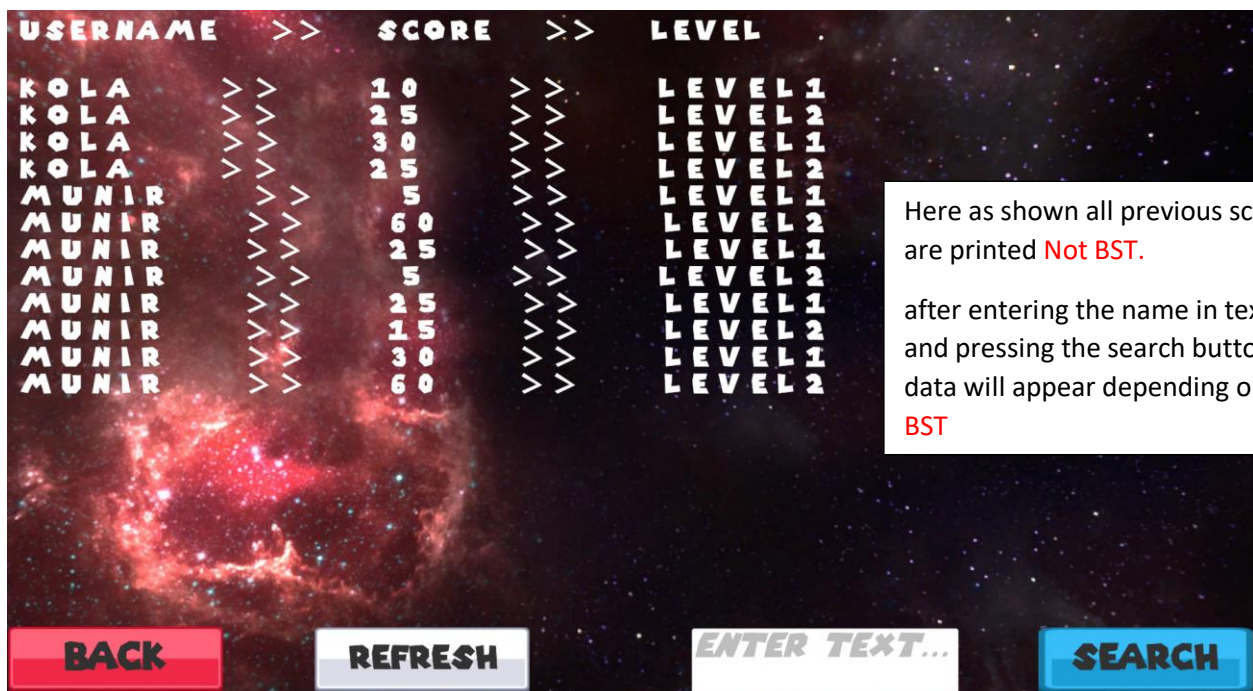 USERNAME >> SCORE >> LEVEL .
KOLA >> 10 >> LEVEL1
KOLA >> 25 >> LEVEL2
KOLA >> 30 >> LEVEL1
KOLA >> 25 >> LEVEL2
MUNIR >> 5 >> LEVEL1
MUNIR >> 60 >> LEVEL2
MUNIR >> 25 >> LEVEL1
MUNIR >> 5 >> LEVEL2
MUNIR >> 25 >> LEVEL1
MUNIR >> 15 >> LEVEL2
MUNIR >> 30 >> LEVEL1
MUNIR >> 60 >> LEVEL2
Here as shown all previous
are printed Not BST.
after entering the name in
and pressing the search
data will appear depending
BST
BACK
REFRESH
ENTER TEXT...
SEARCH